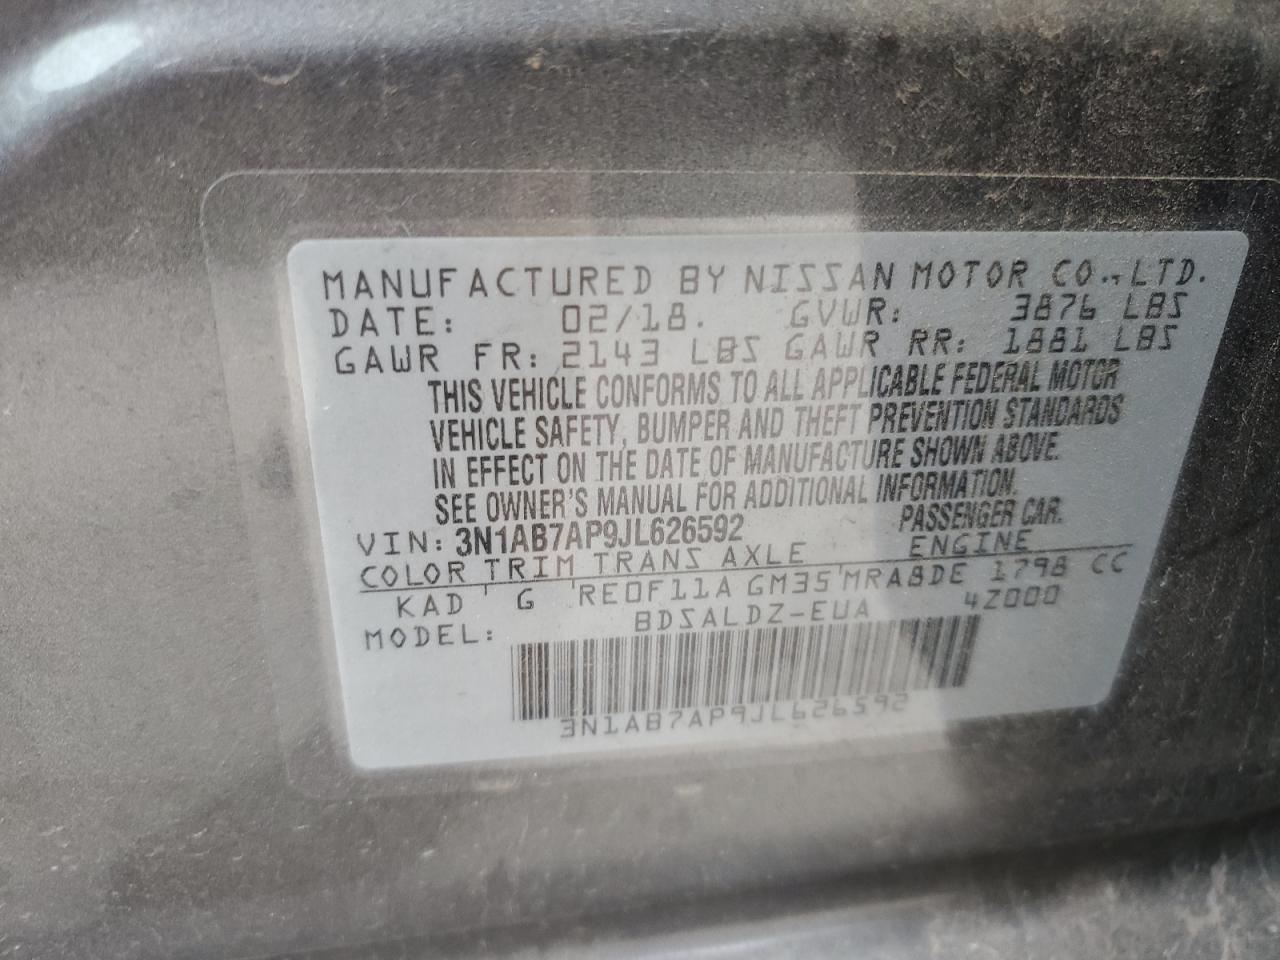 MANUFACTURED BY NISSAN MOTOR CO., LTD.
DATE: 02/18. GVWR: 3876 LBS
GAWR FR: 2143 LBS GAWR RR: 1881 LBS
THIS VEHICLE CONFORMS TO ALL APPLICABLE FEDERAL MOTOR
VEHICLE SAFETY, BUMPER AND THEFT PREVENTION STANDARDS
IN EFFECT ON THE DATE OF MANUFACTURE SHOWN ABOVE.
SEE OWNER'S MANUAL FOR ADDITIONAL INFORMATION.
PASSENGER CAR.
VIN: 3N1AB7AP9JL626592
COLOR TRIM TRANS AXLE ENGINE
KAD G RE0F11A GM35 MRA8DE 1798 CC
MODEL: BDSALDZ-EUA 4Z000
3N1AB7AP9JL626592